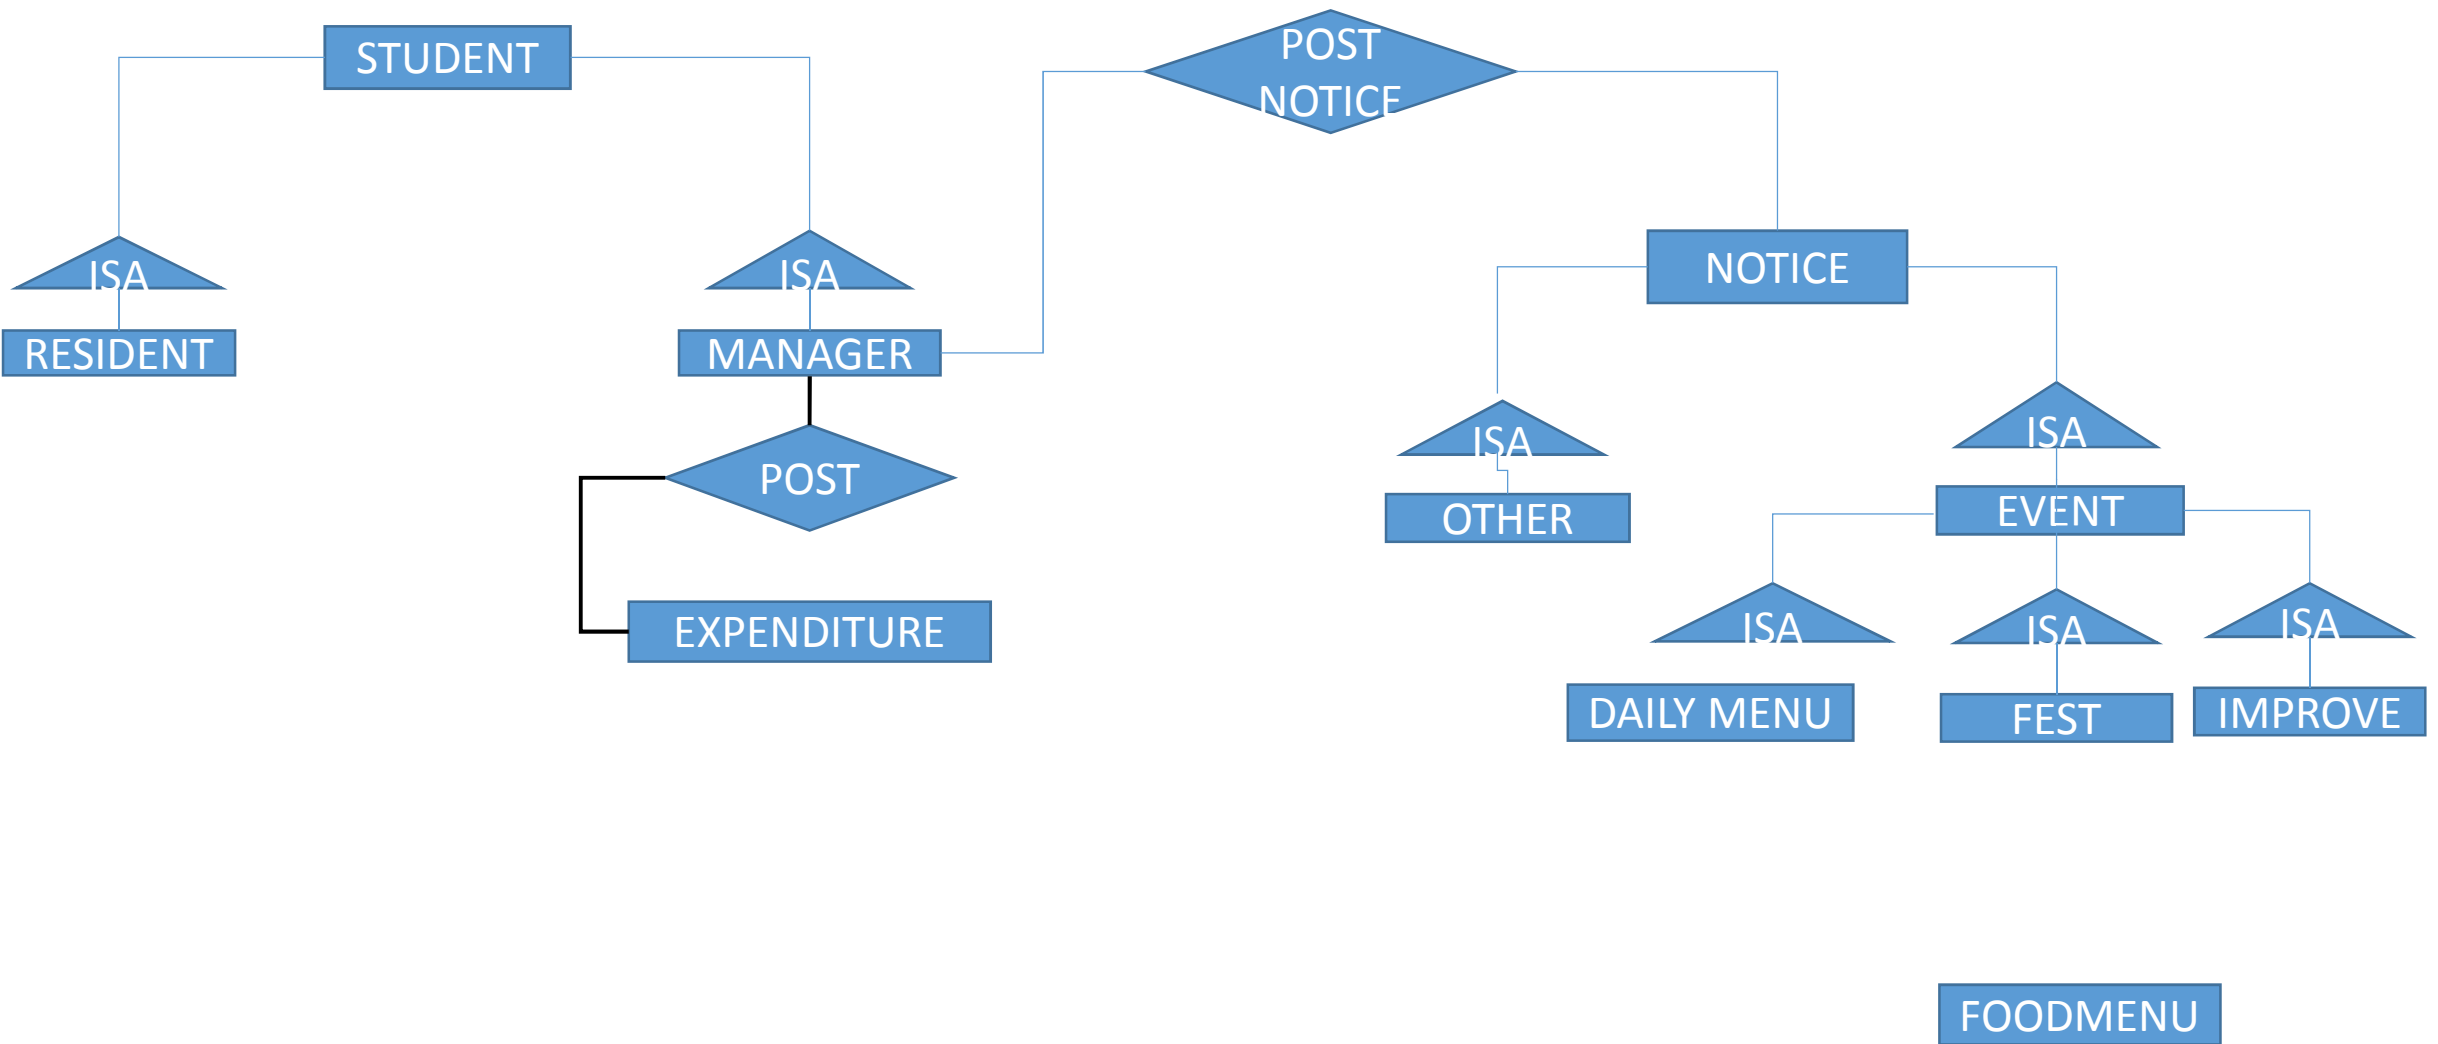 STUDENT
POST
NOTICE
ISA
ISA
NOTICE
RESIDENT
MANAGER
ISA
ISA
POST
OTHER
EVENT
EXPENDITURE
ISA
ISA
ISA
DAILY MENU
FEST
IMPROVE
FOODMENU